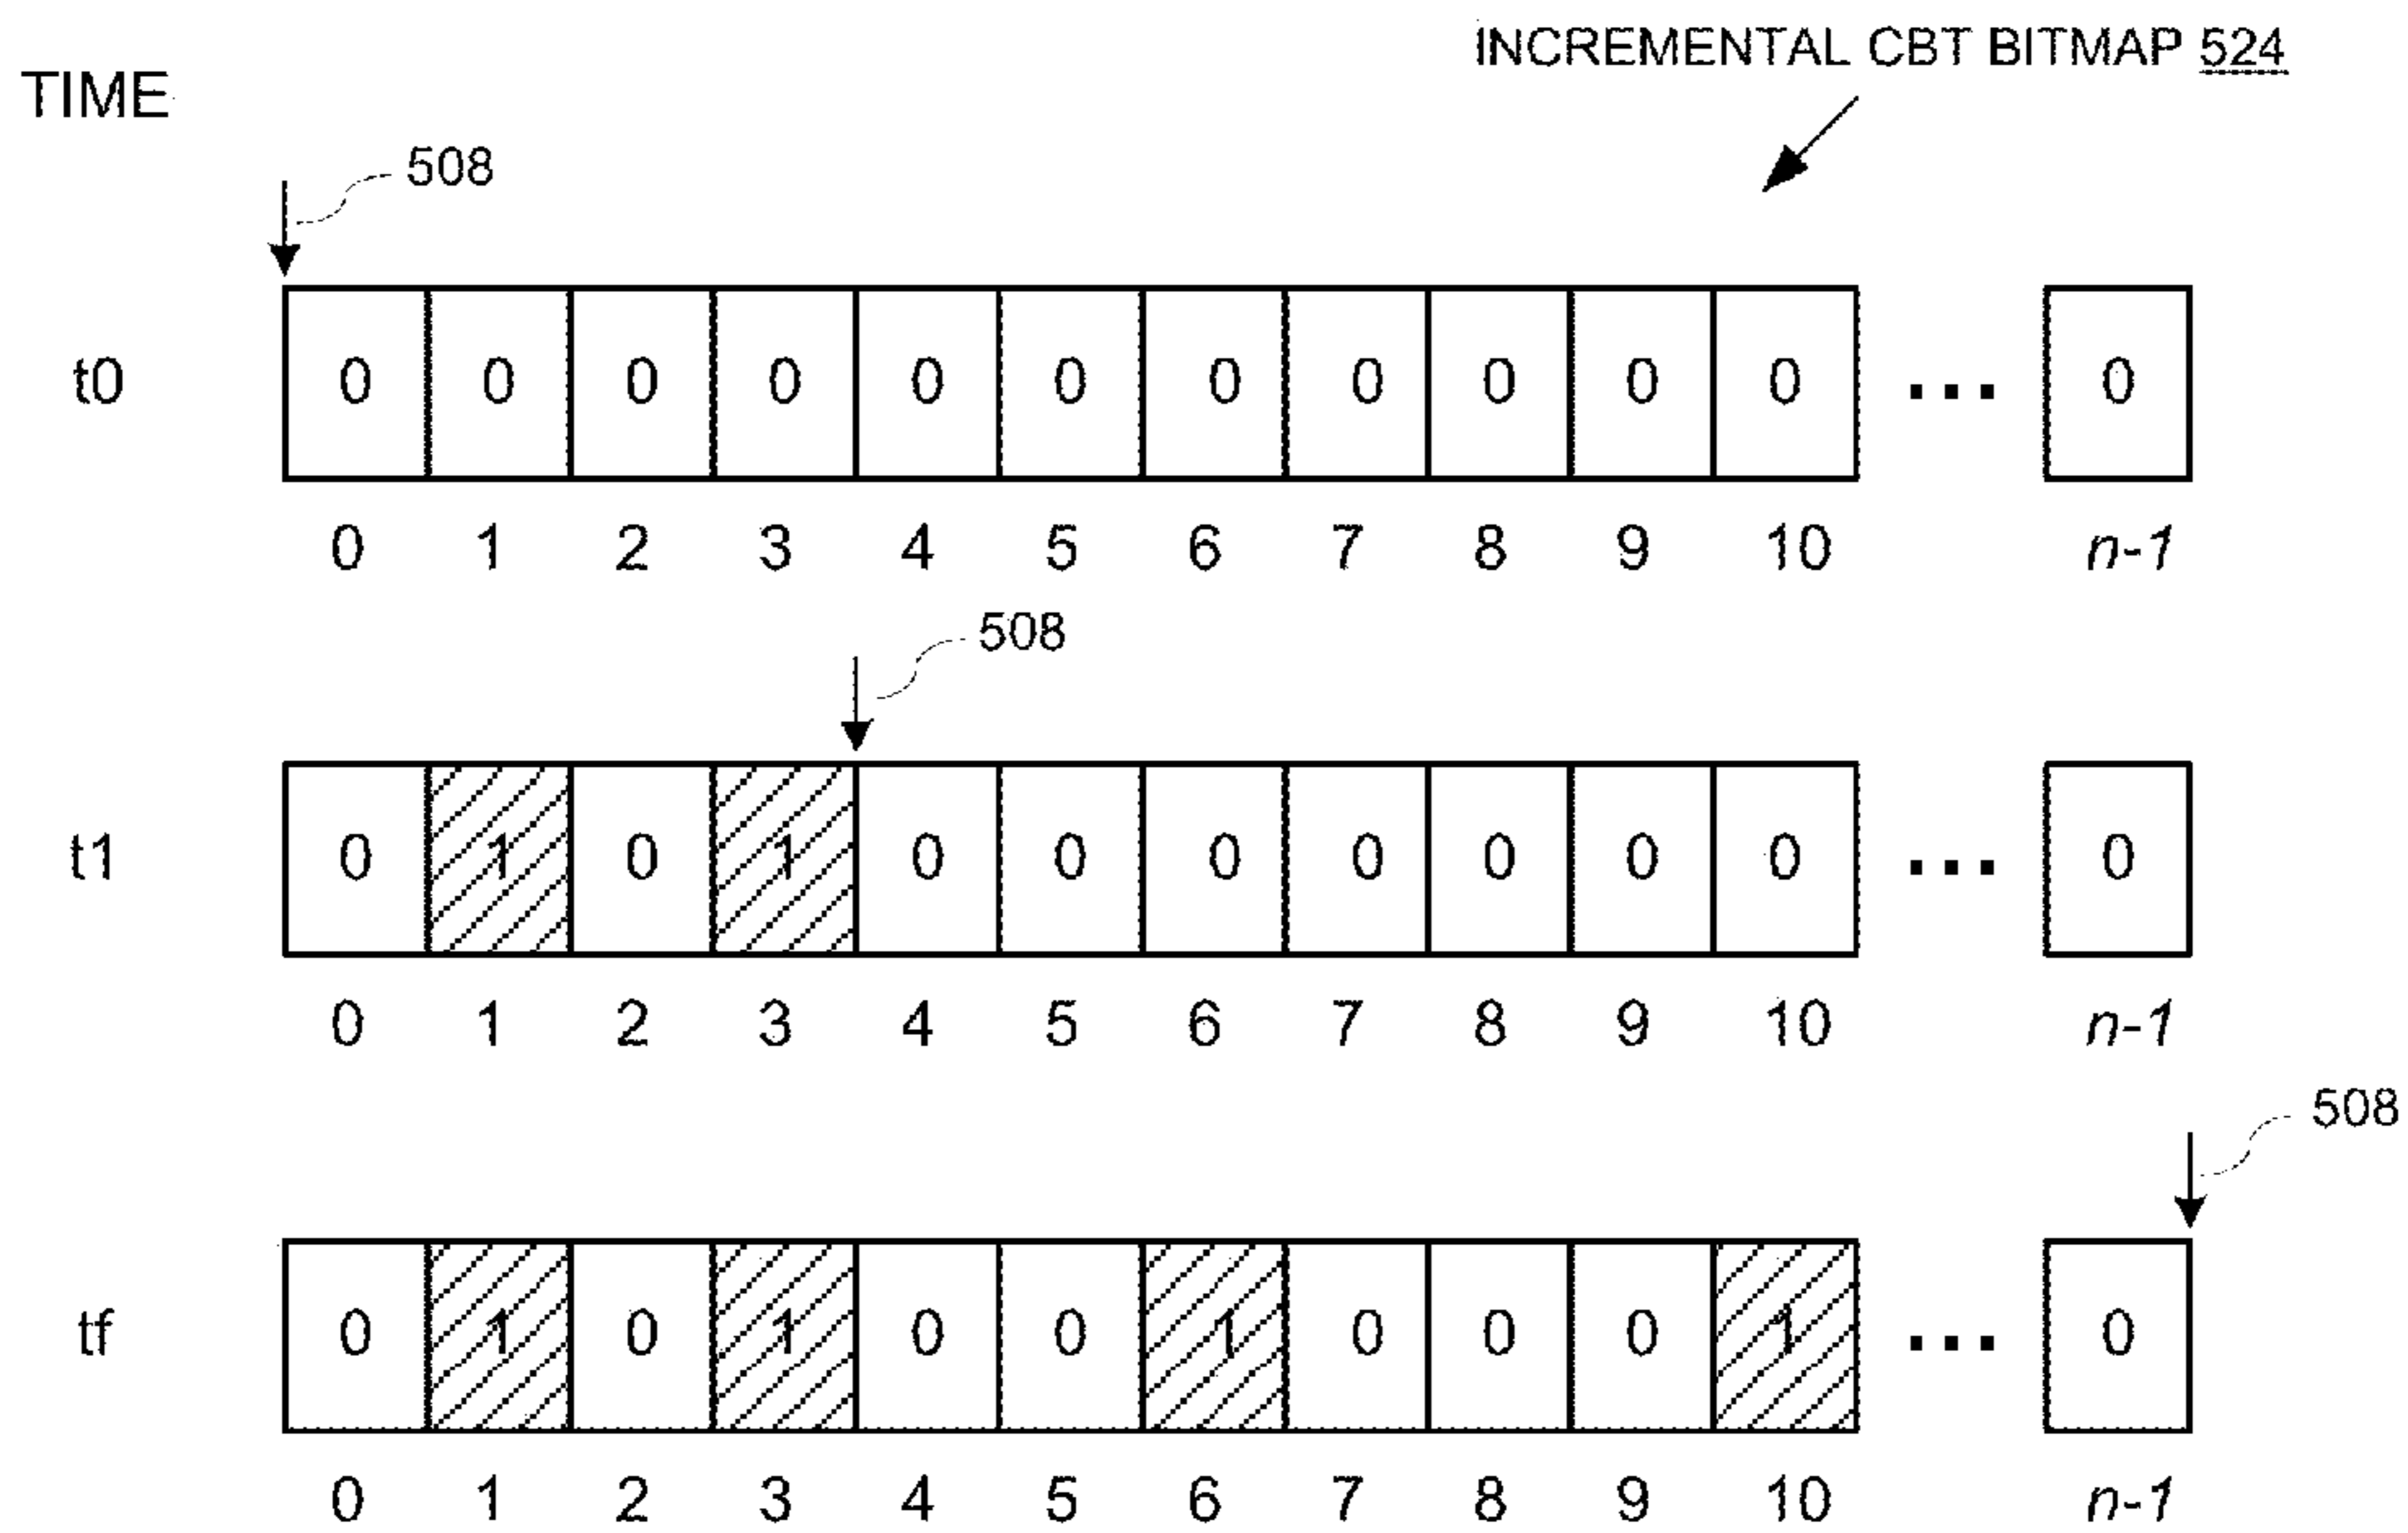 INCREMENTAL CBT BITMAP 524
TIME
508
t0 0 0 0 0 0 0 0 0 0 0 0 ... 0
0 1 2 3 4 5 6 7 8 9 10 n-1
508
t1 0 1 0 1 0 0 0 0 0 0 0 ... 0
0 1 2 3 4 5 6 7 8 9 10 n-1
508
tf 0 1 0 1 0 0 1 0 0 0 1 ... 0
0 1 2 3 4 5 6 7 8 9 10 n-1